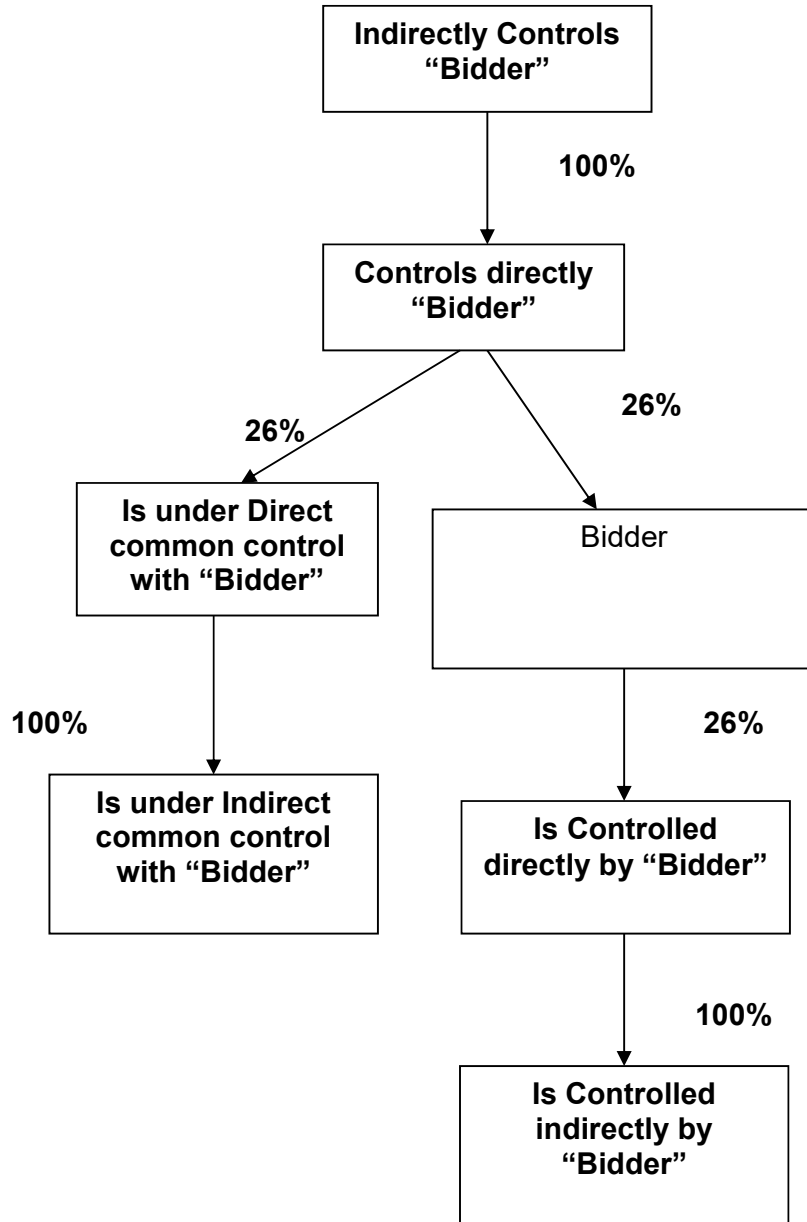 Indirectly Controls
“Bidder”
100%
Controls directly
“Bidder”
26%
26%
Is under Direct
common control
with “Bidder”
Bidder
100%
26%
Is under Indirect
common control
with “Bidder”
Is Controlled
directly by “Bidder”
100%
Is Controlled
indirectly by
“Bidder”